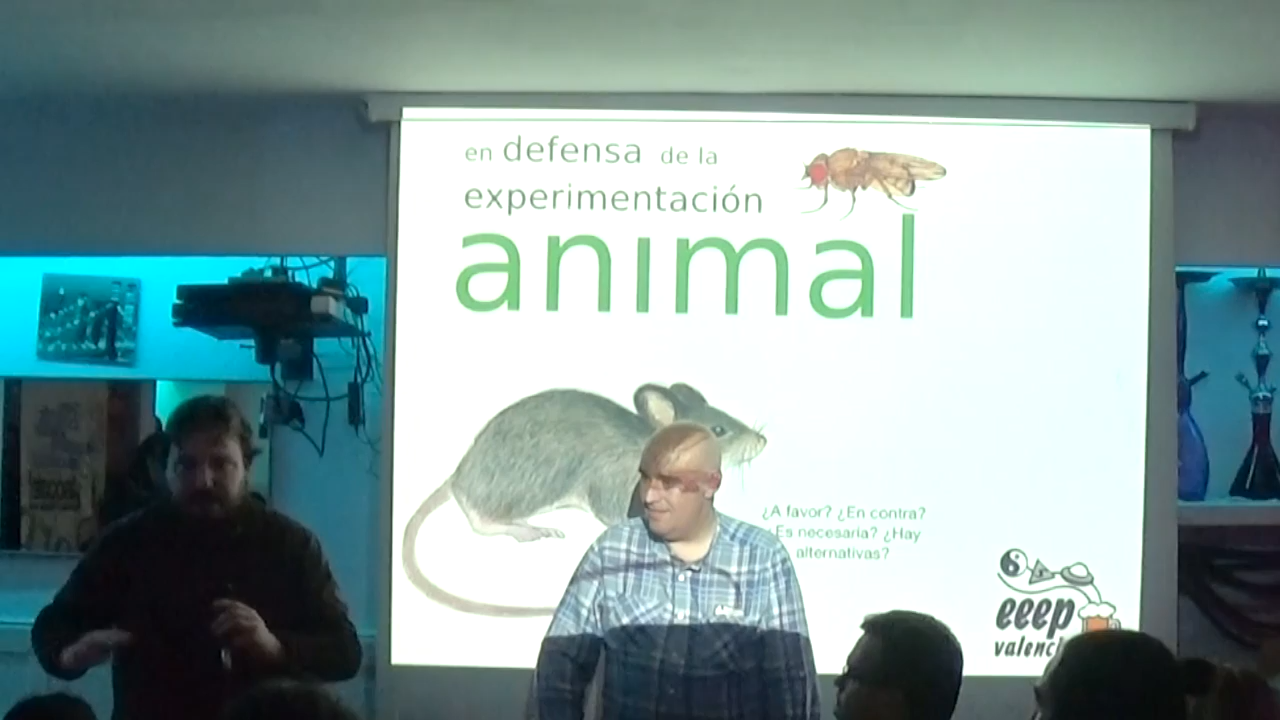 en defensa de la
experimentación
animal
¿A favor? ¿En contra?
Es necesaria? ¿Hay
alternativas?
eeep